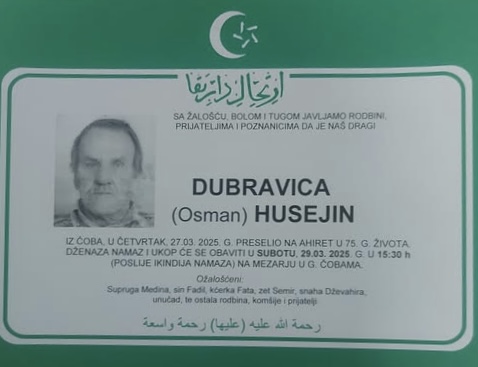 ارتحال دار بقا
SA ŽALOŠĆU, BOLOM I TUGOM JAVLJAMO RODBINI,
PRIJATELJIMA I POZNANICIMA DA JE NAŠ DRAGI
DUBRAVICA
(Osman) HUSEJIN
IZ ČOBA, U ČETVRTAK, 27.03. 2025. G. PRESELIO NA AHIRET U 75. G. ŽIVOTA.
DŽENAZA NAMAZ I UKOP ĆE SE OBAVITI U SUBOTU, 29.03. 2025. G. U 15:30 h
(POSLIJE IKINDIJA NAMAZA) NA MEZARJU U G. ČOBAMA.
Ožalošćeni:
Supruga Medina, sin Fadil, kćerka Fata, zet Semir, snaha Dževahira,
unučad, te ostala rodbina, komšije i prijatelji
رحمة الله عليه (عليها) رحمة واسعة